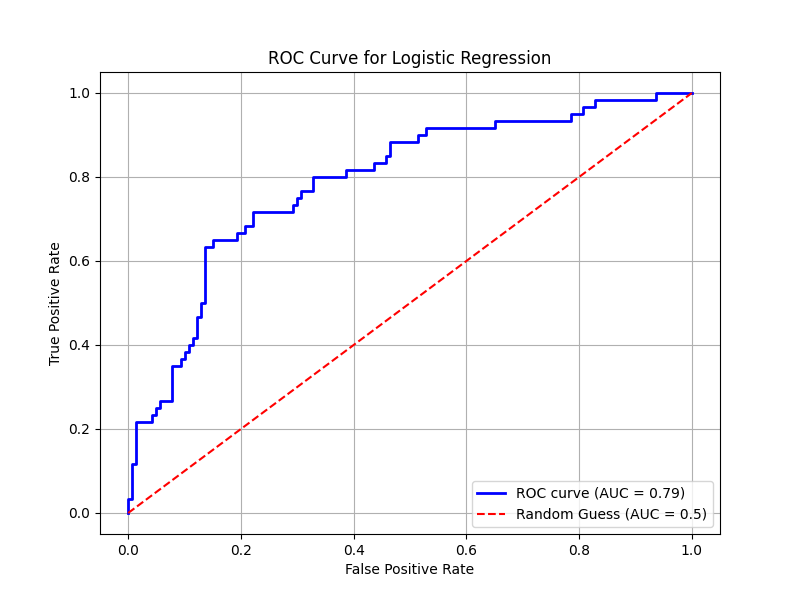 ROC Curve for Logistic Regression
True Positive Rate
1.0
0.8
0.6
0.4
0.2
0.0
0.0 0.2 0.4 0.6 0.8 1.0
False Positive Rate
ROC curve (AUC = 0.79)
Random Guess (AUC = 0.5)